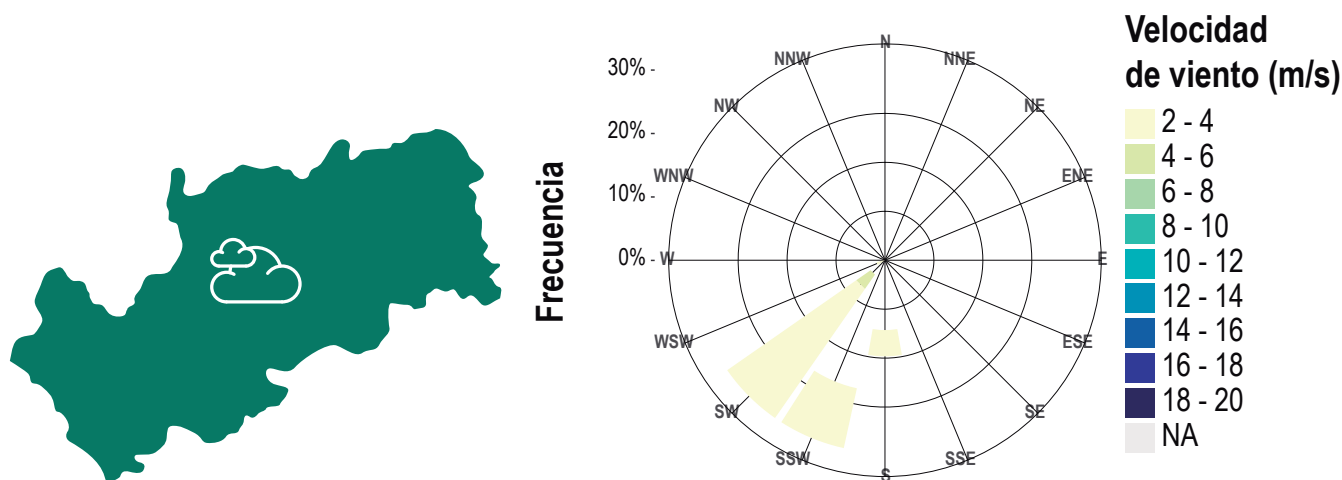 Frecuencia
30%
20%
10%
0%
N
NNE
NE
ENE
E
ESE
SE
SSE
S
SSW
SW
WSW
W
WNW
NW
NNW
Velocidad
de viento (m/s)
2 - 4
4 - 6
6 - 8
8 - 10
10 - 12
12 - 14
14 - 16
16 - 18
18 - 20
NA